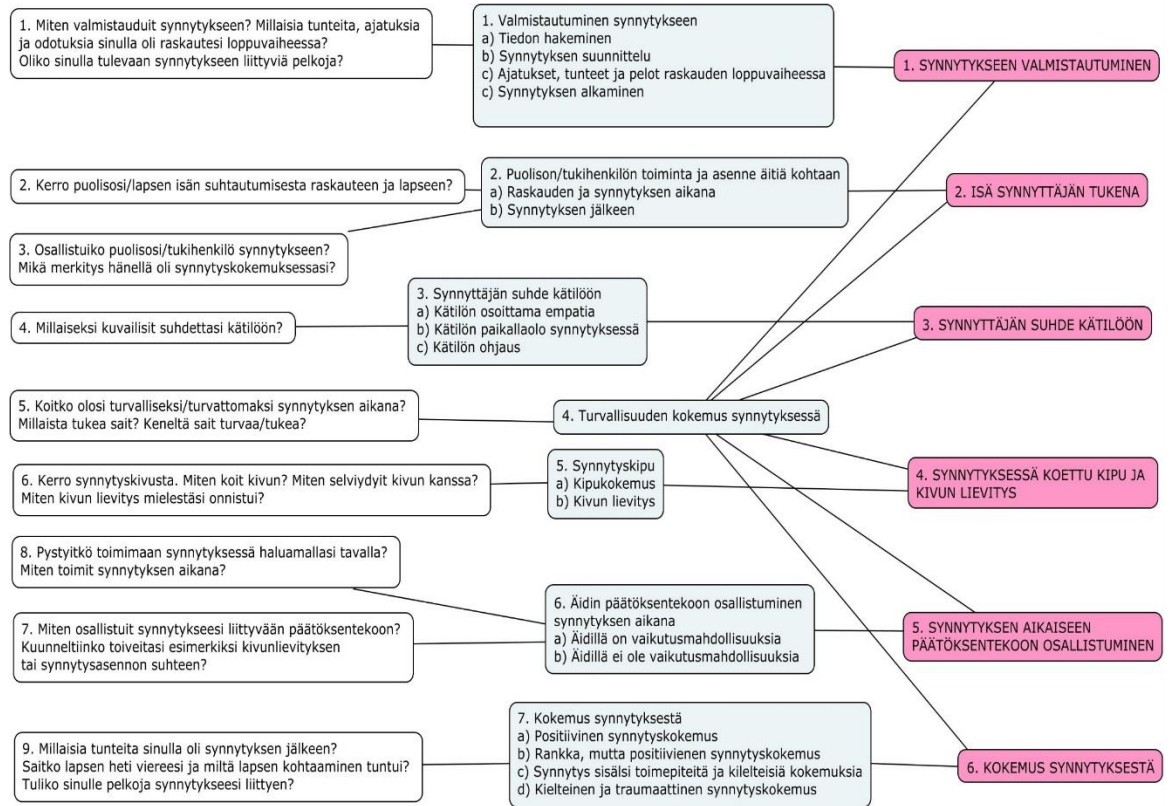 1. Miten valmistauduit synnytykseen? Millaisia tunteita, ajatuksia
ja odotuksia sinulla oli raskautesi loppuvaiheessa?
Oliko sinulla tulevaan synnytykseen liittyviä pelkoja?
2. Kerro puolisosi/lapsen isän suhtautumisesta raskauteen ja lapseen?
3. Osallistuiko puolisosi/tukihenkilö synnytykseen?
Mikä merkitys hänellä oli synnytyskokemuksessasi?
4. Millaiseksi kuvailisit suhdettasi kätilöön?
5. Koitko olosi turvalliseksi/turvattomaksi synnytyksen aikana?
Millaista tukea sait? Keneltä sait turvaa/tukea?
6. Kerro synnytyskivusta. Miten koit kivun? Miten selviydyit kivun kanssa?
Miten kivun lievitys mielestäsi onnistui?
8. Pystyitkö toimimaan synnytyksessä haluamallasi tavalla?
Miten toimit synnytyksen aikana?
7. Miten osallistuit synnytykseesi liittyvään päätöksentekoon?
Kuunneltiinko toiveitasi esimerkiksi kivunlievityksen
tai synnytysasennon suhteen?
9. Millaisia tunteita sinulla oli synnytyksen jälkeen?
Saitko lapsen heti viereesi ja miltä lapsen kohtaaminen tuntui?
Tuliko sinulle pelkoja synnytykseesi liittyen?
1. Valmistautuminen synnytykseen
a) Tiedon hakeminen
b) Synnytyksen suunnittelu
c) Ajatukset, tunteet ja pelot raskauden loppuvaiheessa
c) Synnytyksen alkaminen
2. Puolison/tukihenkilön toiminta ja asenne äitiä kohtaan
a) Raskauden ja synnytyksen aikana
b) Synnytyksen jälkeen
3. Synnyttäjän suhde kätilöön
a) Kätilön osoittama empatia
b) Kätilön paikallaolo synnytyksessä
c) Kätilön ohjaus
4. Turvallisuuden kokemus synnytyksessä
5. Synnytyskipu
a) Kipukokemus
b) Kivun lievitys
6. Äidin päätöksentekoon osallistuminen
synnytyksen aikana
a) Äidillä on vaikutusmahdollisuuksia
b) Äidillä ei ole vaikutusmahdollisuuksia
7. Kokemus synnytyksestä
a) Positiivinen synnytyskokemus
b) Rankka, mutta positiivienen synnytyskokemus
c) Synnytys sisälsi toimepiteitä ja kilelteisiä kokemuksia
d) Kielteinen ja traumaattinen synnytyskokemus
1. SYNNYTYKSEEN VALMISTAUTUMINEN
2. ISÄ SYNNYTTÄJÄN TUKENA
3. SYNNYTTÄJÄN SUHDE KÄTILÖÖN
4. SYNNYTYKSESSÄ KOETTU KIPU JA
KIVUN LIEVITYS
5. SYNNYTYKSEN AIKAISEEN
PÄÄTÖKSENTEKOON OSALLISTUMINEN
6. KOKEMUS SYNNYTYKSESTÄ